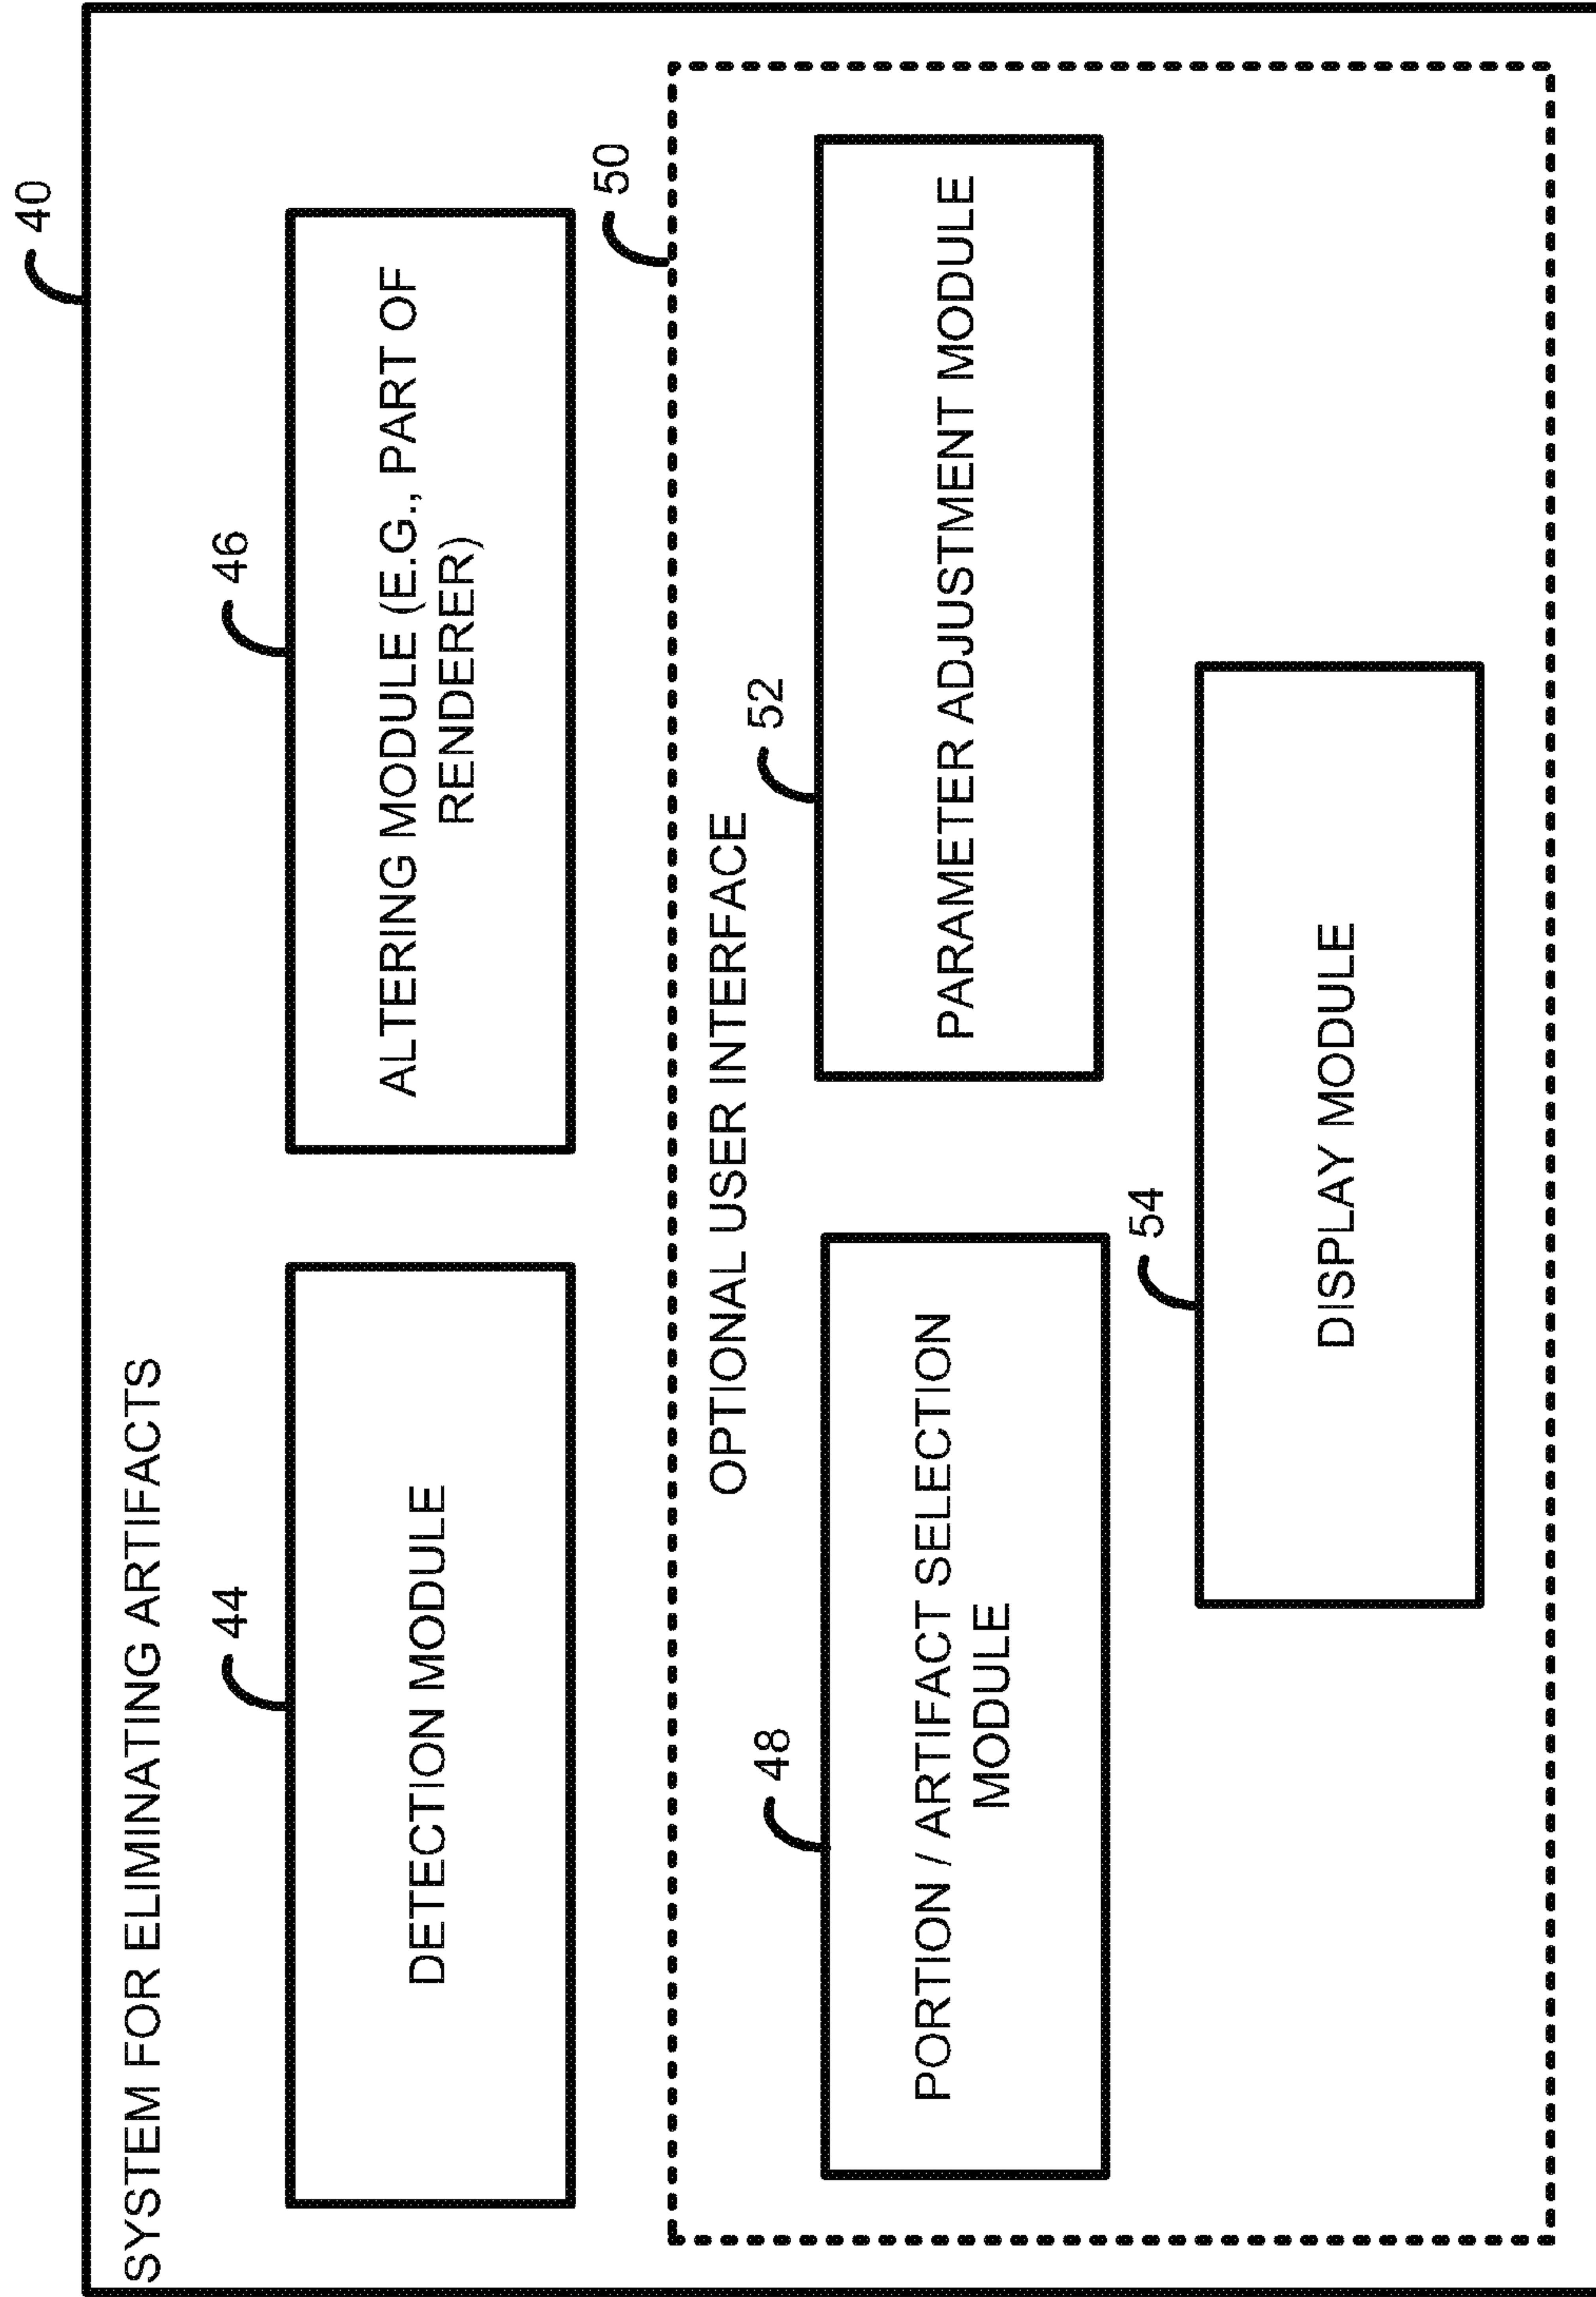 40
SYSTEM FOR ELIMINATING ARTIFACTS
44
DETECTION MODULE
46
ALTERING MODULE (E.G., PART OF
RENDERER)
50
OPTIONAL USER INTERFACE
48
PORTION / ARTIFACT SELECTION
MODULE
52
PARAMETER ADJUSTMENT MODULE
54
DISPLAY MODULE